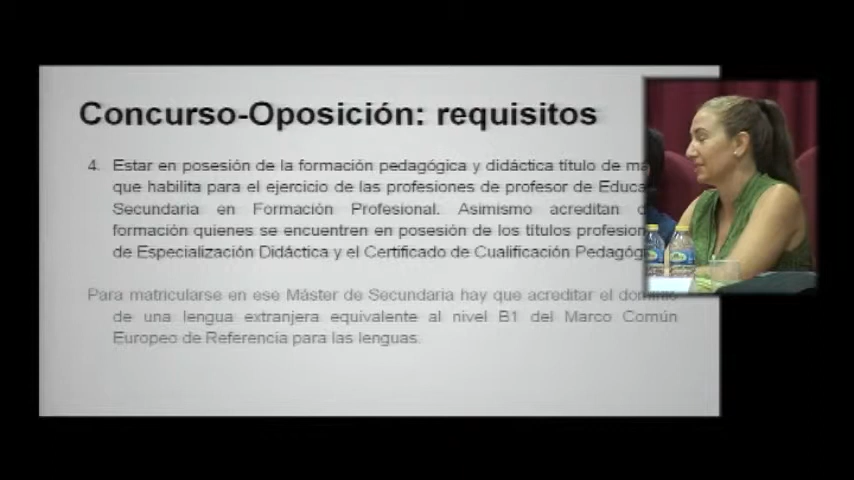 Concurso-Oposición: requisitos
4. Estar en posesión de la formación pedagógica y didáctica título de
que habilita para el ejercicio de las profesiones de profesor de
Secundaria en Formación Profesional. Asimismo acreditan
formación quienes se encuentren en posesión de los títulos
de Especialización Didáctica y el Certificado de Cualificación
Para matricularse en ese Máster de Secundaria hay que acreditar el dominio
de una lengua extranjera equivalente al nivel B1 del Marco Común
Europeo de Referencia para las lenguas.